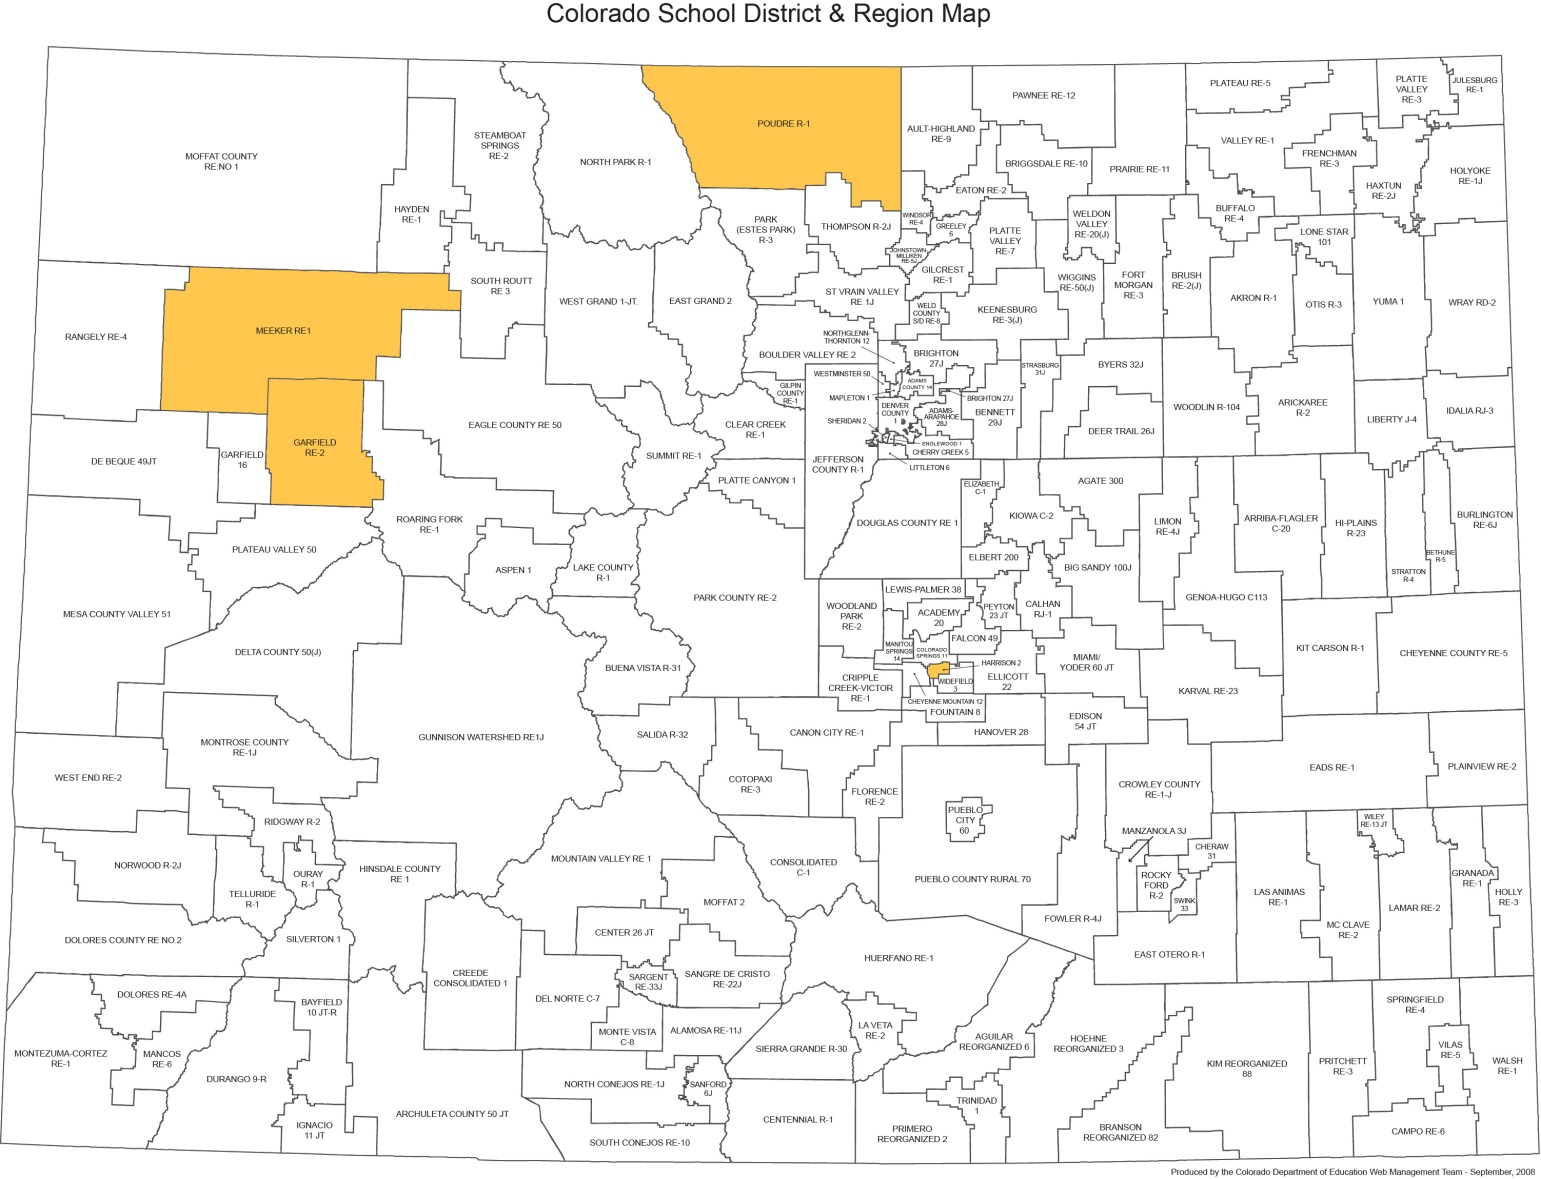 Colorado School District & Region Map
PLATEAU RE-5
PLATTE
VALLEY
RE-3
JULESBURG
RE-1
PAWNEE RE-12
POUDRE R-1
AULT-HIGHLAND
RE-9
STEAMBOAT
SPRINGS
RE-2
VALLEY RE-1
MOFFAT COUNTY
RE:NO 1
NORTH PARK R-1
BRIGGSDALE RE-10
PRAIRIE RE-11
FRENCHMAN
RE-3
HOLYOKE
RE-1J
HAXTUN
RE-2J
EATON RE-2
HAYDEN
RE-1
BUFFALO
RE-4
WINDSOR
RE-4
WELDON
VALLEY
RE-20(J)
PARK
(ESTES PARK)
R-3
THOMPSON R-2J
GREELEY
6
PLATTE
VALLEY
RE-7
LONE STAR
101
JOHNSTOWN-
MILLIKEN
RE-5J
GILCREST
RE-1
SOUTH ROUTT
RE 3
WIGGINS
RE-50(J)
FORT
MORGAN
RE-3
BRUSH
RE-2(J)
ST VRAIN VALLEY
RE 1J
WEST GRAND 1-JT.
EAST GRAND 2
AKRON R-1
OTIS R-3
YUMA 1
WRAY RD-2
WELD
COUNTY
S/D RE-8
KEENESBURG
RE-3(J)
MEEKER RE1
RANGELY RE-4
NORTHGLENN-
THORNTON 12
BOULDER VALLEY RE 2
BRIGHTON
27J
STRASBURG
31J
BYERS 32J
WESTMINSTER 50
ADAMS
COUNTY 14
GILPIN
COUNTY
RE-1
MAPLETON 1
BRIGHTON 27J
DENVER
COUNTY
1
ADAMS-
ARAPAHOE
28J
BENNETT
29J
WOODLIN R-104
ARICKAREE
R-2
LIBERTY J-4
IDALIA RJ-3
SHERIDAN 2
CLEAR CREEK
RE-1
EAGLE COUNTY RE 50
DEER TRAIL 26J
ENGLEWOOD 1
CHERRY CREEK 5
GARFIELD
RE-2
LITTLETON 6
JEFFERSON
COUNTY R-1
SUMMIT RE-1
DE BEQUE 49JT
GARFIELD
16
PLATTE CANYON 1
ELIZABETH
C-1
AGATE 300
KIOWA C-2
DOUGLAS COUNTY RE 1
ROARING FORK
RE-1
LIMON
RE-4J
ARRIBA-FLAGLER
C-20
HI-PLAINS
R-23
BURLINGTON
RE-6J
PLATEAU VALLEY 50
ELBERT 200
BETHUNE
R-5
BIG SANDY 100J
ASPEN 1
LAKE COUNTY
R-1
STRATTON
R-4
LEWIS-PALMER 38
PARK COUNTY RE-2
GENOA-HUGO C113
MESA COUNTY VALLEY 51
WOODLAND
PARK
RE-2
ACADEMY
20
PEYTON
23 JT
CALHAN
RJ-1
FALCON 49
MANITOU
SPRINGS
14
COLORADO
SPRINGS 11
KIT CARSON R-1
CHEYENNE COUNTY RE-5
DELTA COUNTY 50(J)
MIAMI/
YODER 60 JT
HARRISON 2
BUENA VISTA R-31
ELLICOTT
22
WIDEFIELD
3
CRIPPLE
CREEK-VICTOR
RE-1
KARVAL RE-23
CHEYENNE MOUNTAIN 12
FOUNTAIN 8
EDISON
54 JT
HANOVER 28
SALIDA R-32
CANON CITY RE-1
GUNNISON WATERSHED RE1J
MONTROSE COUNTY
RE-1J
EADS RE-1
PLAINVIEW RE-2
WEST END RE-2
COTOPAXI
RE-3
FLORENCE
RE-2
CROWLEY COUNTY
RE-1-J
PUEBLO
CITY
60
RIDGWAY R-2
WILEY
RE-13 JT
MANZANOLA 3J
CHERAW
31
MOUNTAIN VALLEY RE 1
CONSOLIDATED
C-1
NORWOOD R-2J
HINSDALE COUNTY
RE 1
OURAY
R-1
PUEBLO COUNTY RURAL 70
ROCKY
FORD
R-2
GRANADA
RE-1
TELLURIDE
R-1
LAS ANIMAS
RE-1
HOLLY
RE-3
SWINK
33
MOFFAT 2
LAMAR RE-2
FOWLER R-4J
MC CLAVE
RE-2
CENTER 26 JT
DOLORES COUNTY RE NO.2
SILVERTON 1
EAST OTERO R-1
HUERFANO RE-1
CREEDE
CONSOLIDATED 1
SARGENT
RE-33J
SANGRE DE CRISTO
RE-22J
DOLORES RE-4A
DEL NORTE C-7
BAYFIELD
10 JT-R
SPRINGFIELD
RE-4
LA VETA
RE-2
MONTE VISTA
C-8
ALAMOSA RE-11J
AGUILAR
REORGANIZED 6
HOEHNE
REORGANIZED 3
SIERRA GRANDE R-30
MONTEZUMA-CORTEZ
RE-1
MANCOS
RE-6
VILAS
RE-5
KIM REORGANIZED
88
PRITCHETT
RE-3
WALSH
RE-1
DURANGO 9-R
NORTH CONEJOS RE-1J
SANFORD
6J
ARCHULETA COUNTY 50 JT
TRINIDAD
1
CENTENNIAL R-1
IGNACIO
11 JT
PRIMERO
REORGANIZED 2
BRANSON
REORGANIZED 82
CAMPO RE-6
SOUTH CONEJOS RE-10
Produced by the Colorado Department of Education Web Management Team - September, 2008